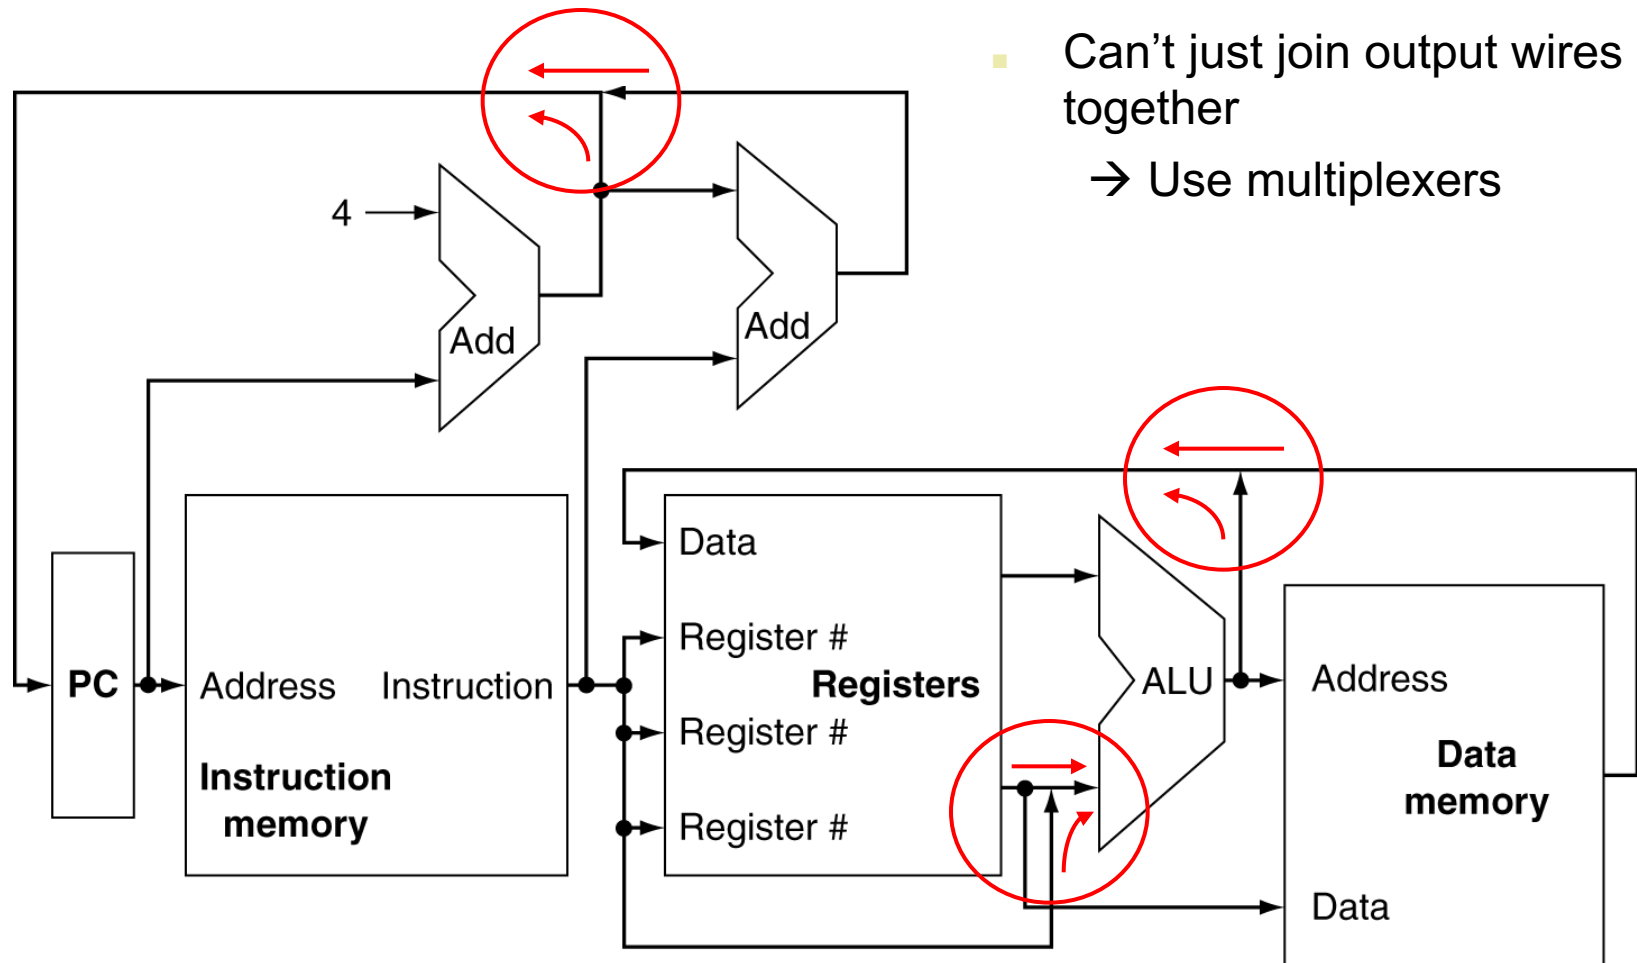 Can’t just join output wires
together
→ Use multiplexers
4
Add
Add
Data
Register #
PC
Address
Instruction
Registers
ALU
Address
Register #
Instruction
memory
Data
memory
Register #
Data